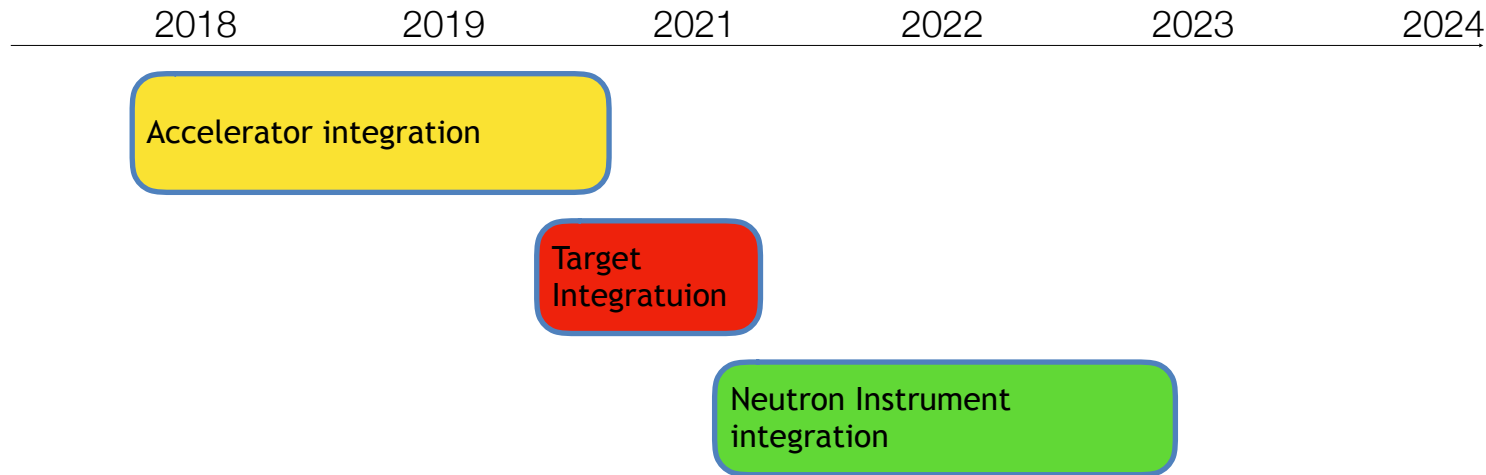 2018 2019 2021 2022 2023 2024
Accelerator integration
Target
Integratuion
Neutron Instrument
integration